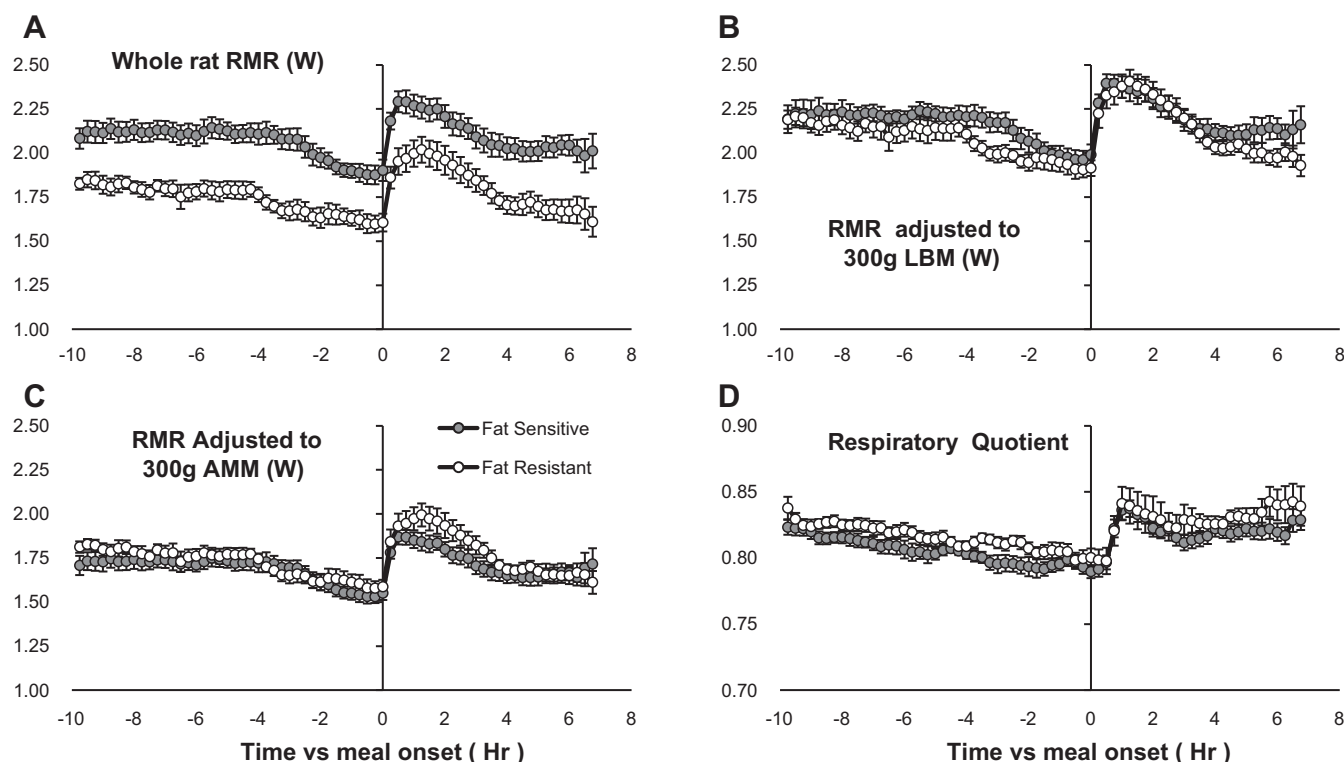 A
Whole rat RMR (W)
2.50
2.25
2.00
1.75
1.50
1.25
1.00
-10 -8 -6 -4 -2 0 2 4 6 8
B
2.50
2.25
2.00
1.75
1.50
1.25
1.00
RMR adjusted to
300g LBM (W)
-10 -8 -6 -4 -2 0 2 4 6 8
C
RMR Adjusted to
300g AMM (W)
Fat Sensitive
Fat Resistant
2.50
2.25
2.00
1.75
1.50
1.25
1.00
-10 -8 -6 -4 -2 0 2 4 6 8
Time vs meal onset ( Hr )
D
Respiratory Quotient
0.90
0.85
0.80
0.75
0.70
-10 -8 -6 -4 -2 0 2 4 6 8
Time vs meal onset ( Hr )